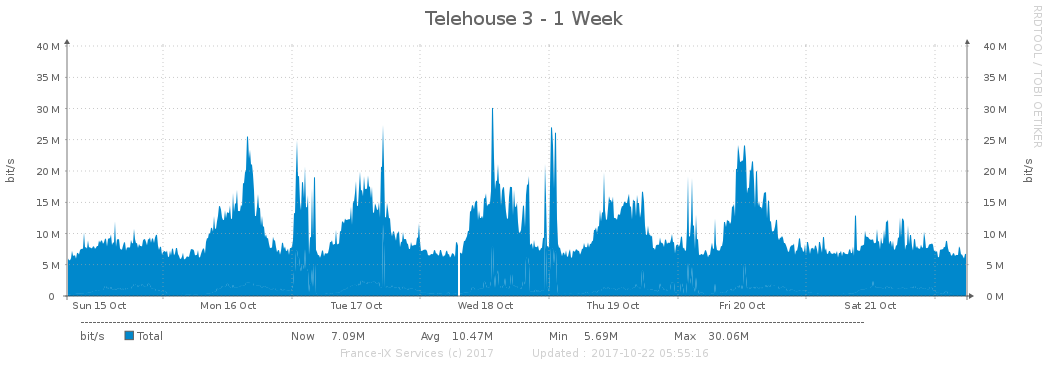 Telehouse 3 - 1 Week
RRDTOOL / TOBI OETIKER
bit/s
40 M 40 M
35 M 35 M
30 M 30 M
25 M 25 M
20 M 20 M
15 M 15 M
10 M 10 M
5 M 5 M
0 0 M
bit/s
Sun 15 Oct Mon 16 Oct Tue 17 Oct Wed 18 Oct Thu 19 Oct Fri 20 Oct Sat 21 Oct
bit/s Total Now 7.09M Avg 10.47M Min 5.69M Max 30.06M
France-IX Services (c) 2017 Updated : 2017-10-22 05:55:16